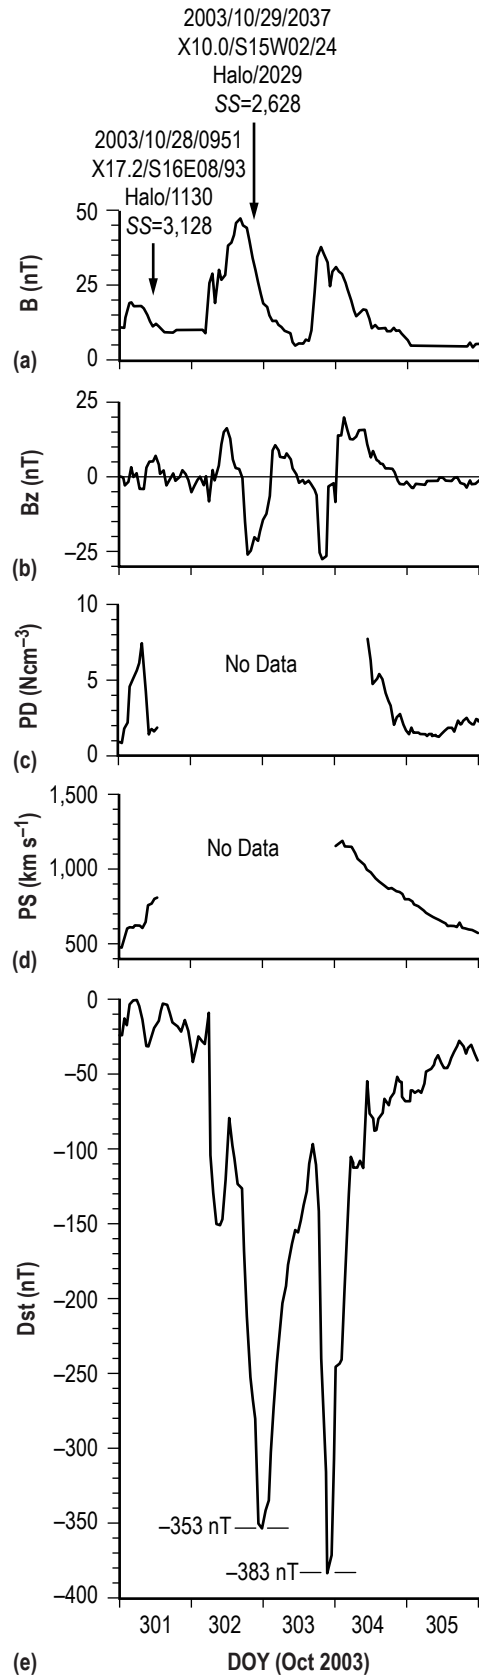 2003/10/29/2037
X10.0/S15W02/24
Halo/2029
SS=2,628
2003/10/28/0951
X17.2/S16E08/93
Halo/1130
SS=3,128
50
25
0
B (nT)
(a)
25
0
–25
Bz (nT)
(b)
10
5
0
PD (Ncm–3)
No Data
(c)
1,500
1,000
500
PS (km s–1)
No Data
(d)
0
–50
–100
–150
–200
–250
–300
–350
–400
Dst (nT)
–353 nT
–383 nT
301 302 303 304 305
(e)
DOY (Oct 2003)